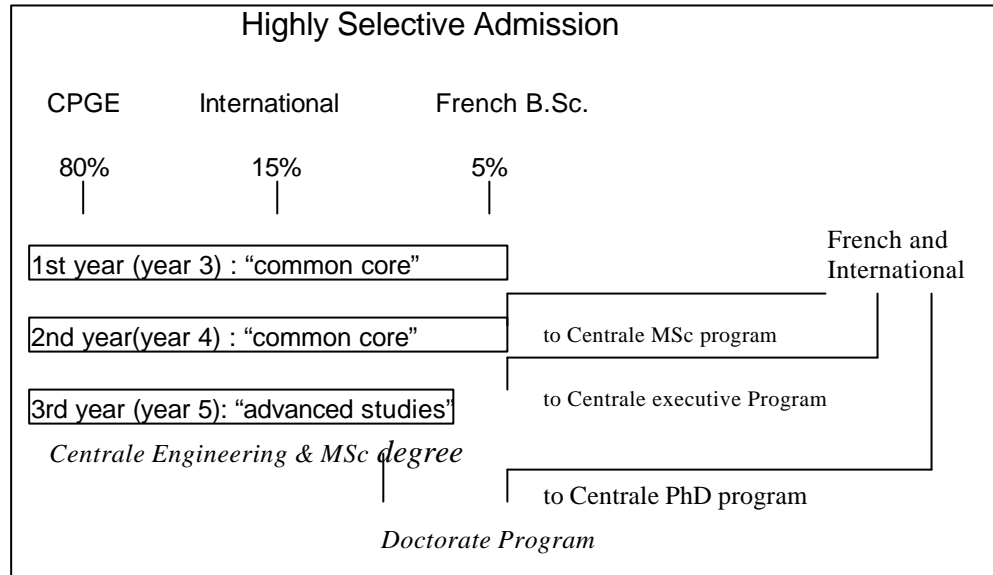 Highly Selective Admission
CPGE International French B.Sc.
80% 15% 5%
French and
International
1st year (year 3) : “common core”
2nd year(year 4) : “common core”
to Centrale MSc program
3rd year (year 5): “advanced studies”
to Centrale executive Program
Centrale Engineering & MSc degree
to Centrale PhD program
Doctorate Program